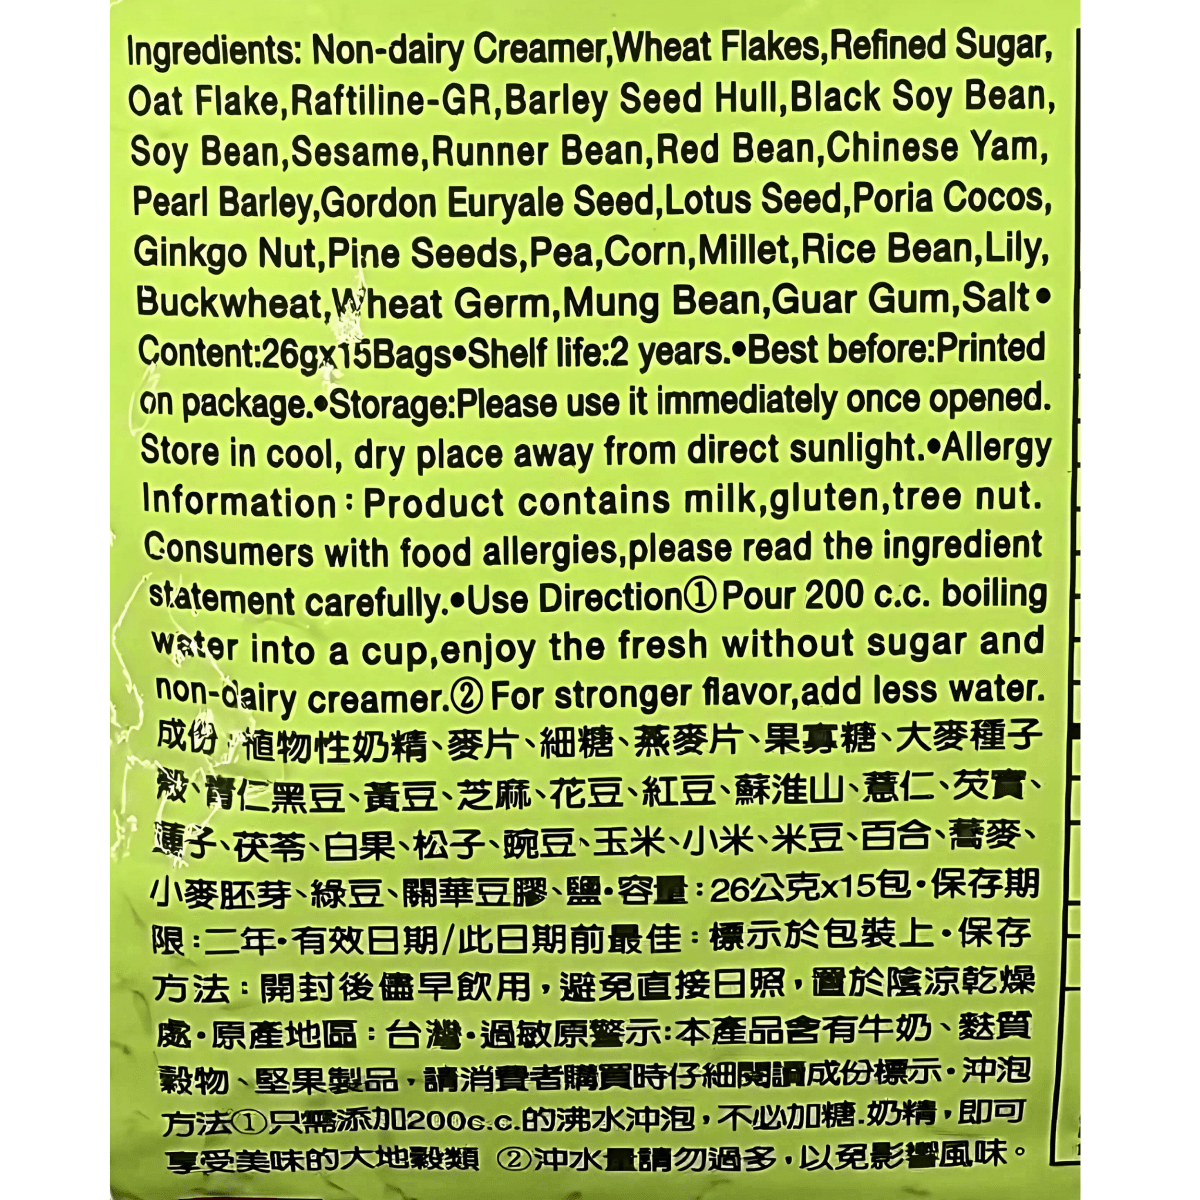 Ingredients: Non-dairy Creamer,Wheat Flakes,Refined Sugar,
Oat Flake,Raftiline-GR,Barley Seed Hull,Black Soy Bean,
Soy Bean,Sesame,Runner Bean,Red Bean,Chinese Yam,
Pearl Barley,Gordon Euryale Seed,Lotus Seed,Poria Cocos,
Ginkgo Nut,Pine Seeds,Pea,Corn,Millet,Rice Bean,Lily,
Buckwheat,Wheat Germ,Mung Bean,Guar Gum,Salt●
Content:26gx15Bags●Shelf life:2 years.●Best before:Printed
on package.●Storage:Please use it immediately once opened.
Store in cool, dry place away from direct sunlight.●Allergy
Information：Product contains milk,gluten,tree nut.
Consumers with food allergies,please read the ingredient
statement carefully.●Use Direction①Pour 200 c.c. boiling
water into a cup,enjoy the fresh without sugar and
non-dairy creamer.②For stronger flavor,add less water.
成份：植物性奶精、麥片、細糖、燕麥片、果寡糖、大麥種子
殼、青仁黑豆、黃豆、芝麻、花豆、紅豆、蘇淮山、薏仁、芡實、
蓮子、茯苓、白果、松子、豌豆、玉米、小米、米豆、百合、蕎麥、
小麥胚芽、綠豆、關華豆膠、鹽·容量：26公克x15包·保存期
限：二年·有效日期/此日期前最佳：標示於包裝上·保存
方法：開封後儘早飲用，避免直接日照，置於陰涼乾燥
處·原產地區：台灣·過敏原警示:本產品含有牛奶、麩質
穀物、堅果製品，請消費者購買時仔細閱讀成份標示·沖泡
方法①只需添加200c.c.的沸水沖泡，不必加糖.奶精，即可
享受美味的大地穀類 ②沖水量請勿過多，以免影響風味。